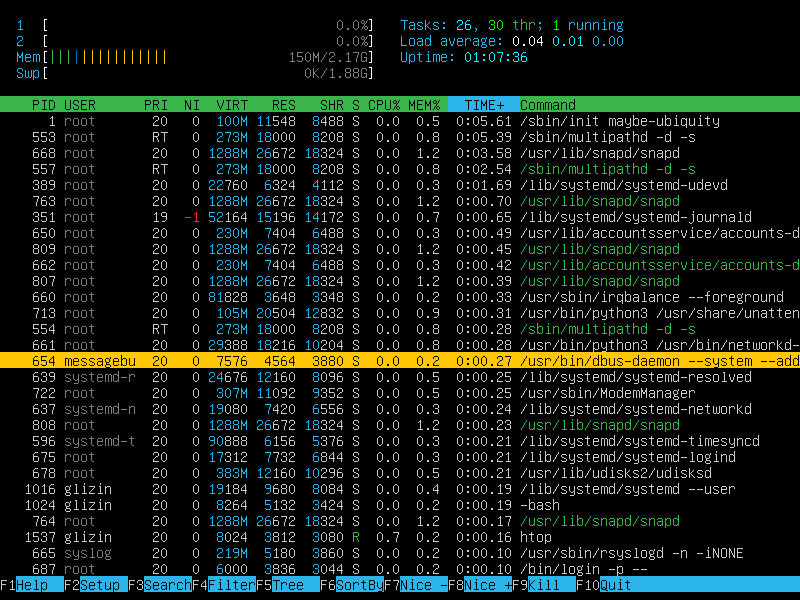 1 [ 0.0%] Tasks: 26, 30 thr; 1 running
2 [ 0.0%] Load average: 0.04 0.01 0.00
Mem[||||||||||||||| 150M/2.17G] Uptime: 01:07:36
Swp[ 0K/1.88G]
PID USER PRI NI VIRT RES SHR S CPU% MEM% TIME+ Command
1 root 20 0 100M 11548 8488 S 0.0 0.5 0:05.61 /sbin/init maybe-ubiquity
553 root RT 0 273M 18000 8208 S 0.0 0.8 0:05.39 /sbin/multipathd -d -s
668 root 20 0 1288M 26672 18324 S 0.0 1.2 0:03.58 /usr/lib/snapd/snapd
557 root RT 0 273M 18000 8208 S 0.0 0.8 0:02.54 /sbin/multipathd -d -s
389 root 20 0 22760 6324 4112 S 0.0 0.3 0:01.69 /lib/systemd/systemd-udevd
763 root 20 0 1288M 26672 18324 S 0.0 1.2 0:00.70 /usr/lib/snapd/snapd
351 root 19 -1 52164 15196 14172 S 0.0 0.7 0:00.65 /lib/systemd/systemd-journald
650 root 20 0 230M 7404 6488 S 0.0 0.3 0:00.49 /usr/lib/accountsservice/accounts-d
809 root 20 0 1288M 26672 18324 S 0.0 1.2 0:00.45 /usr/lib/snapd/snapd
662 root 20 0 230M 7404 6488 S 0.0 0.3 0:00.42 /usr/lib/accountsservice/accounts-d
807 root 20 0 1288M 26672 18324 S 0.0 1.2 0:00.41 /usr/lib/snapd/snapd
660 root 20 0 81828 3648 3348 S 0.0 0.2 0:00.33 /usr/sbin/irqbalance --foreground
713 root 20 0 105M 20504 12832 S 0.0 0.9 0:00.31 /usr/bin/python3 /usr/share/unatten
554 root RT 0 273M 18000 8208 S 0.0 0.8 0:00.28 /sbin/multipathd -d -s
661 root 20 0 29388 18216 10204 S 0.0 0.8 0:00.28 /usr/bin/python3 /usr/bin/networkd-
654 messagebu 20 0 7576 4564 3880 S 0.0 0.2 0:00.27 /usr/bin/dbus-daemon --system --add
639 systemd-r 20 0 24676 12160 8096 S 0.0 0.5 0:00.25 /lib/systemd/systemd-resolved
722 root 20 0 307M 11092 9352 S 0.0 0.5 0:00.25 /usr/sbin/ModemManager
637 systemd-n 20 0 19080 7420 6556 S 0.0 0.3 0:00.24 /lib/systemd/systemd-networkd
808 root 20 0 1288M 26672 18324 S 0.0 1.2 0:00.23 /usr/lib/snapd/snapd
596 systemd-t 20 0 90888 6156 5376 S 0.0 0.3 0:00.21 /lib/systemd/systemd-timesyncd
675 root 20 0 17312 7732 6844 S 0.0 0.3 0:00.21 /lib/systemd/systemd-logind
678 root 20 0 383M 12160 10296 S 0.0 0.5 0:00.21 /usr/lib/udisks2/udisksd
1016 glizin 20 0 19184 9680 8084 S 0.0 0.4 0:00.19 /lib/systemd/systemd --user
1024 glizin 20 0 8264 5132 3424 S 0.0 0.2 0:00.19 -bash
764 root 20 0 1288M 26672 18324 S 0.0 1.2 0:00.17 /usr/lib/snapd/snapd
1537 glizin 20 0 8024 3812 3080 R 0.7 0.2 0:00.16 htop
665 syslog 20 0 219M 5180 3860 S 0.0 0.2 0:00.10 /usr/sbin/rsyslogd -n -iNONE
687 root 20 0 6000 3836 3044 S 0.0 0.2 0:00.10 /bin/login -p --
F1Help F2Setup F3SearchF4FilterF5Tree F6SortByF7Nice -F8Nice +F9Kill F10Quit